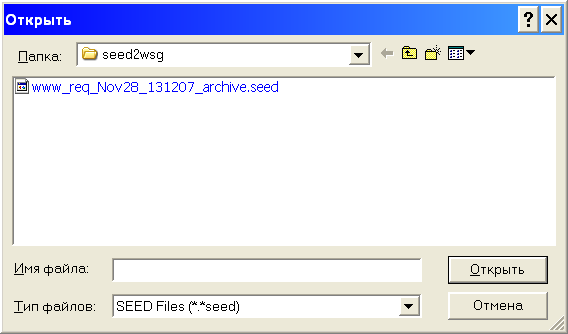 Открыть
Папка: seed2wsg
www_req_Nov28_131207_archive.seed
Имя файла: Открыть
Тип файлов: SEED Files (*.*seed) Отмена